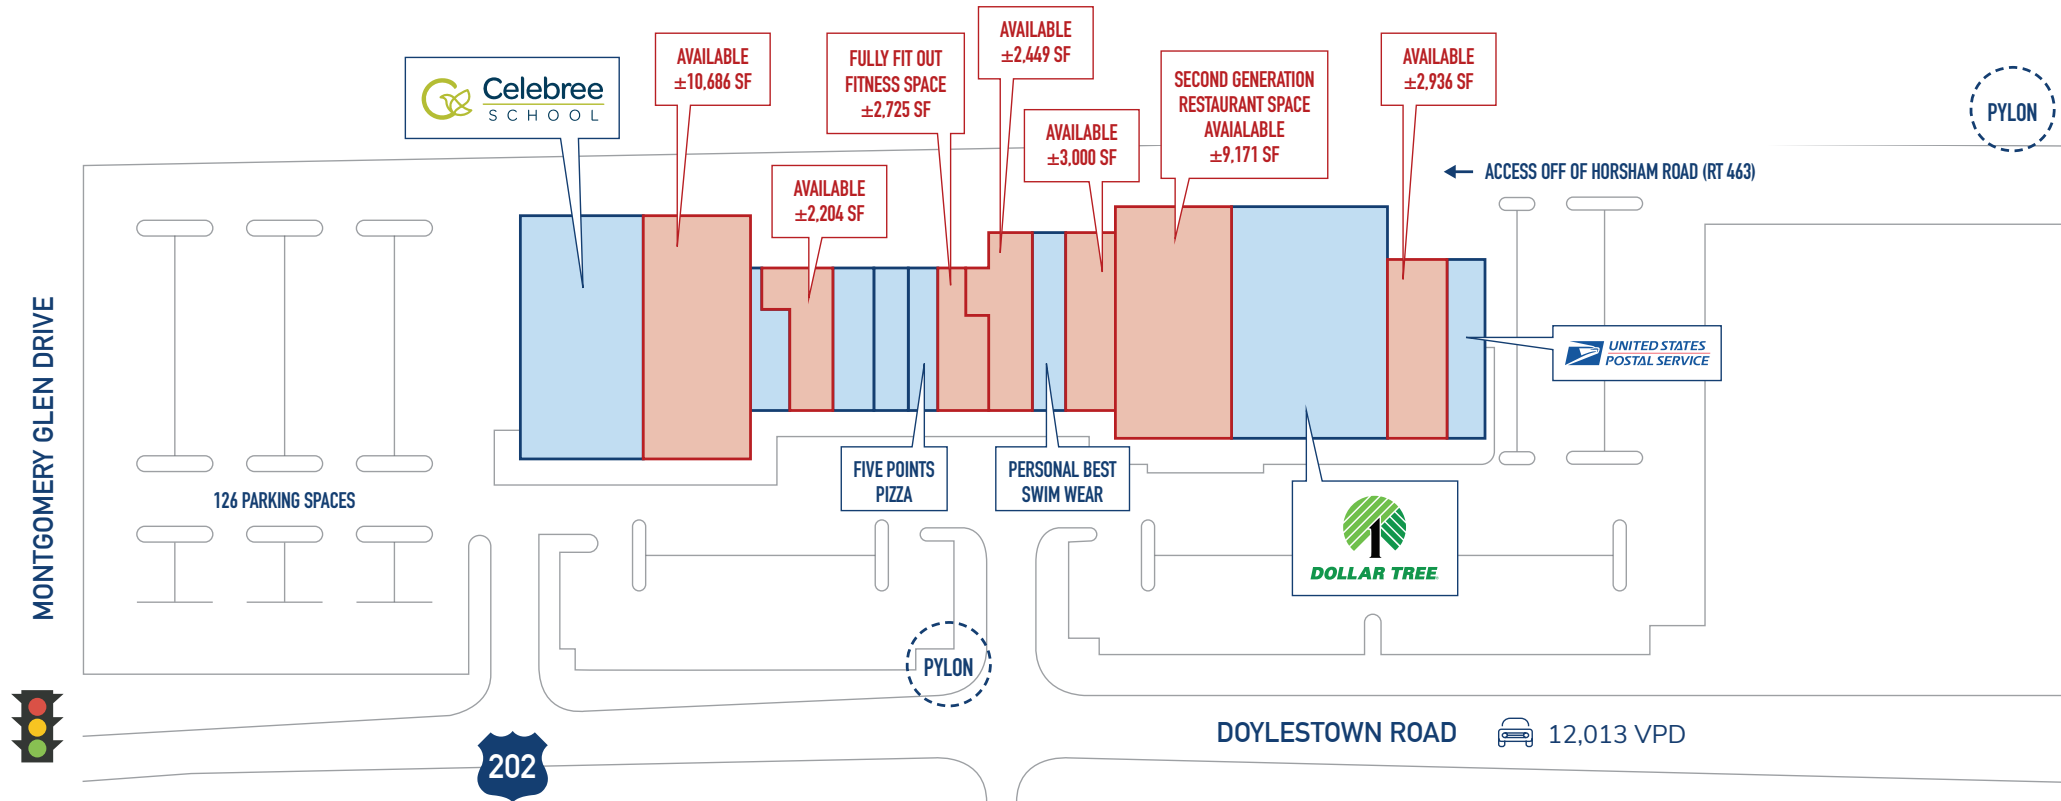 AVAILABLE
±2,449 SF
AVAILABLE
±10,686 SF
FULLY FIT OUT
FITNESS SPACE
±2,725 SF
SECOND GENERATION
RESTAURANT SPACE
AVAIALABLE
±9,171 SF
AVAILABLE
±2,936 SF
Celebree
SCHOOL
PYLON
AVAILABLE
±3,000 SF
ACCESS OFF OF HORSHAM ROAD (RT 463)
AVAILABLE
±2,204 SF
MONTGOMERY GLEN DRIVE
UNITED STATES
POSTAL SERVICE
FIVE POINTS
PIZZA
PERSONAL BEST
SWIM WEAR
126 PARKING SPACES
DOLLAR TREE
PYLON
DOYLESTOWN ROAD
12,013 VPD
202